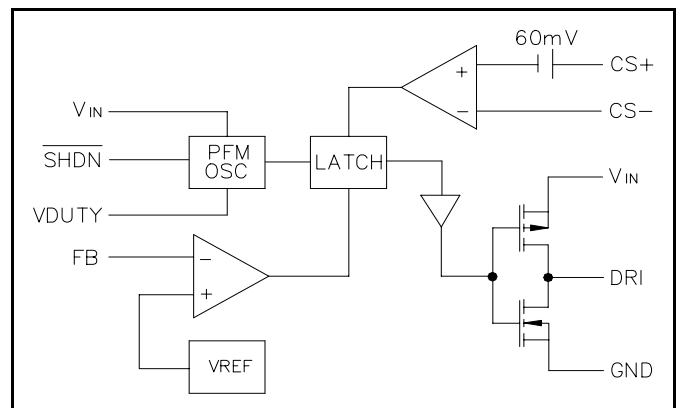 60mV
CS+
+
−
CS−
VIN
SHDN
PFM
OSC
LATCH
VIN
VDUTY
FB
−
+
DRI
VREF
GND